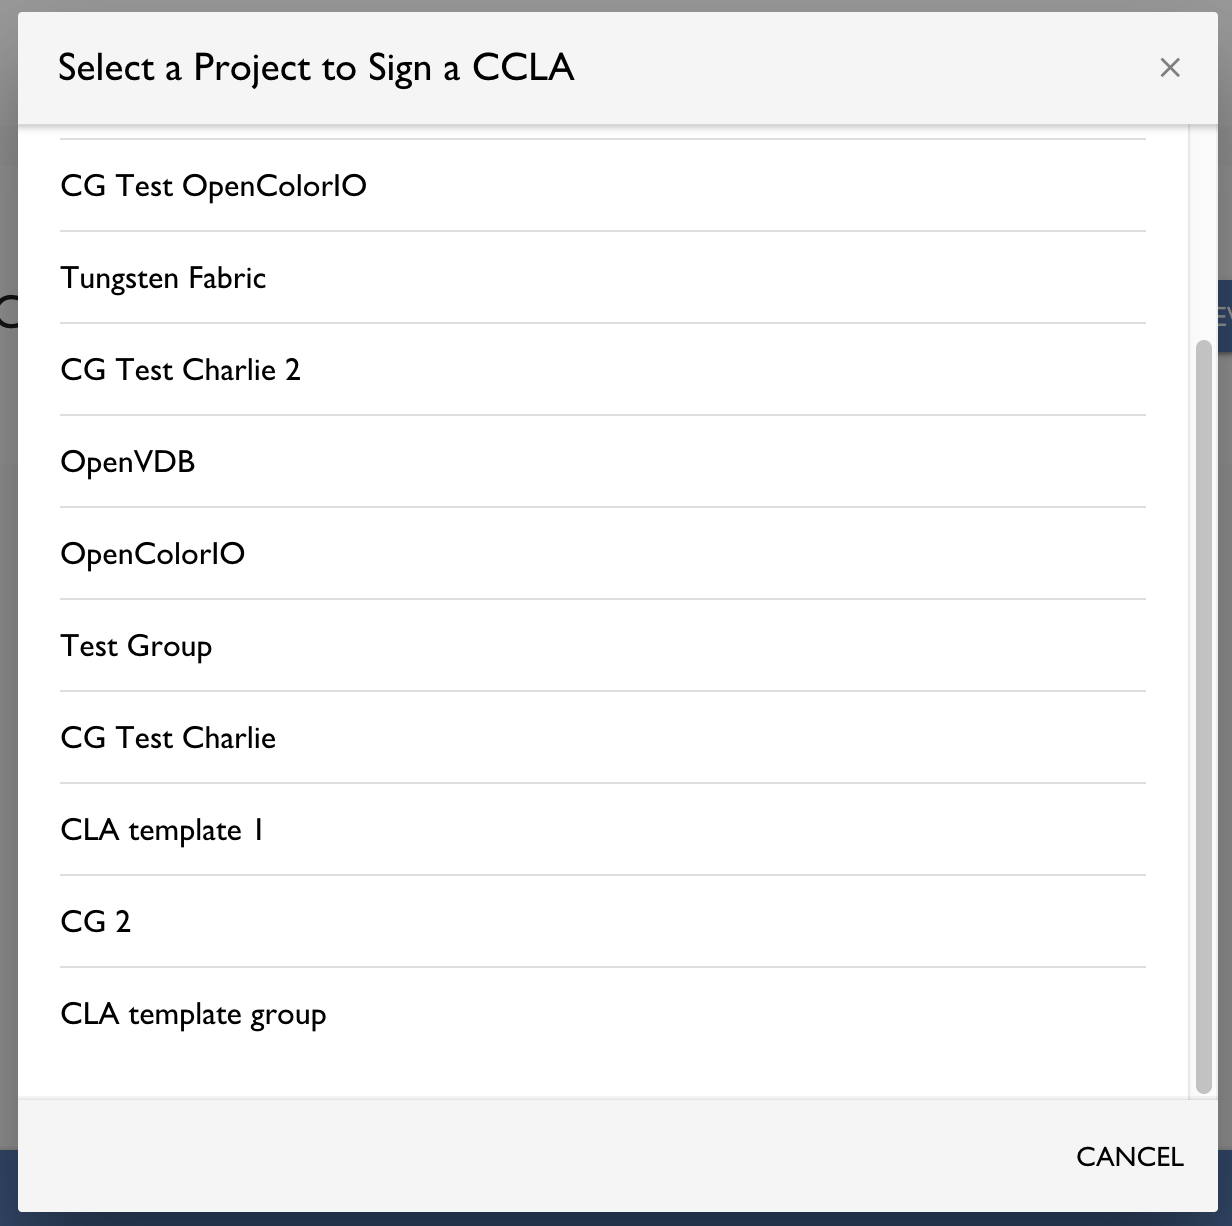 Select a Project to Sign a CCLA
CG Test OpenColorIO
Tungsten Fabric
CG Test Charlie 2
OpenVDB
OpenColorIO
Test Group
CG Test Charlie
CLA template 1
CG 2
CLA template group
CANCEL